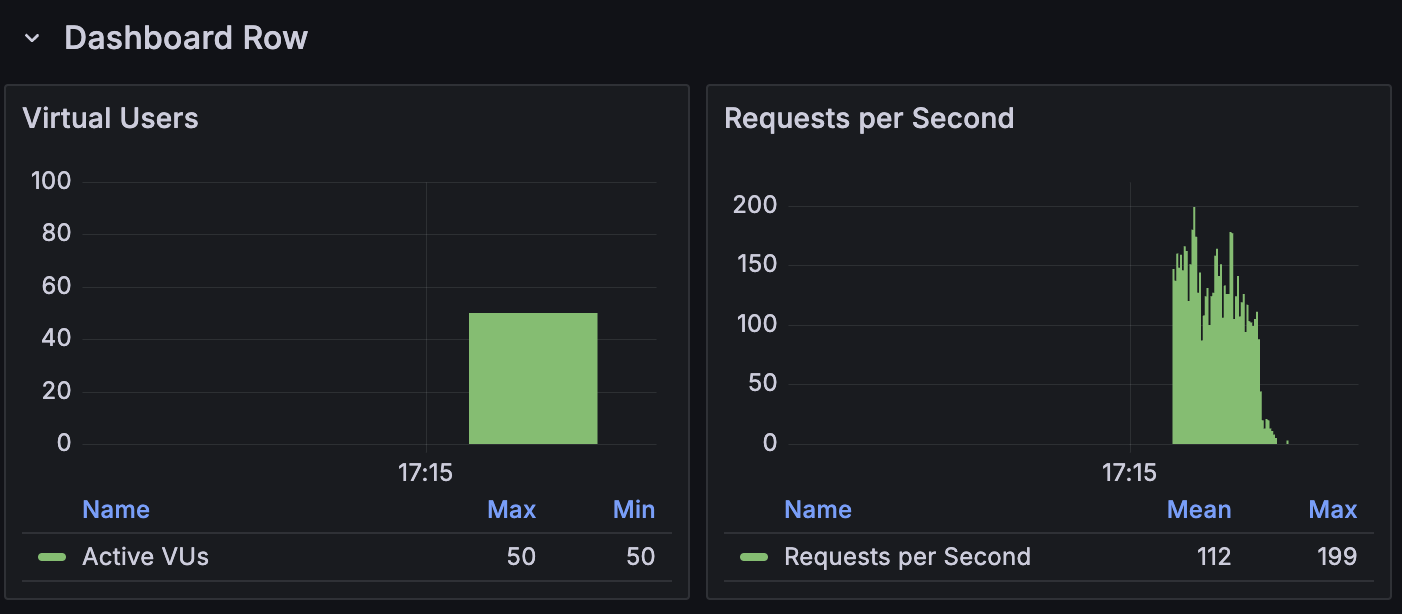 Dashboard Row
Virtual Users
100
80
60
40
20
0
17:15
Name Max Min
Active VUs 50 50
Requests per Second
200
150
100
50
0
17:15
Name Mean Max
Requests per Second 112 199